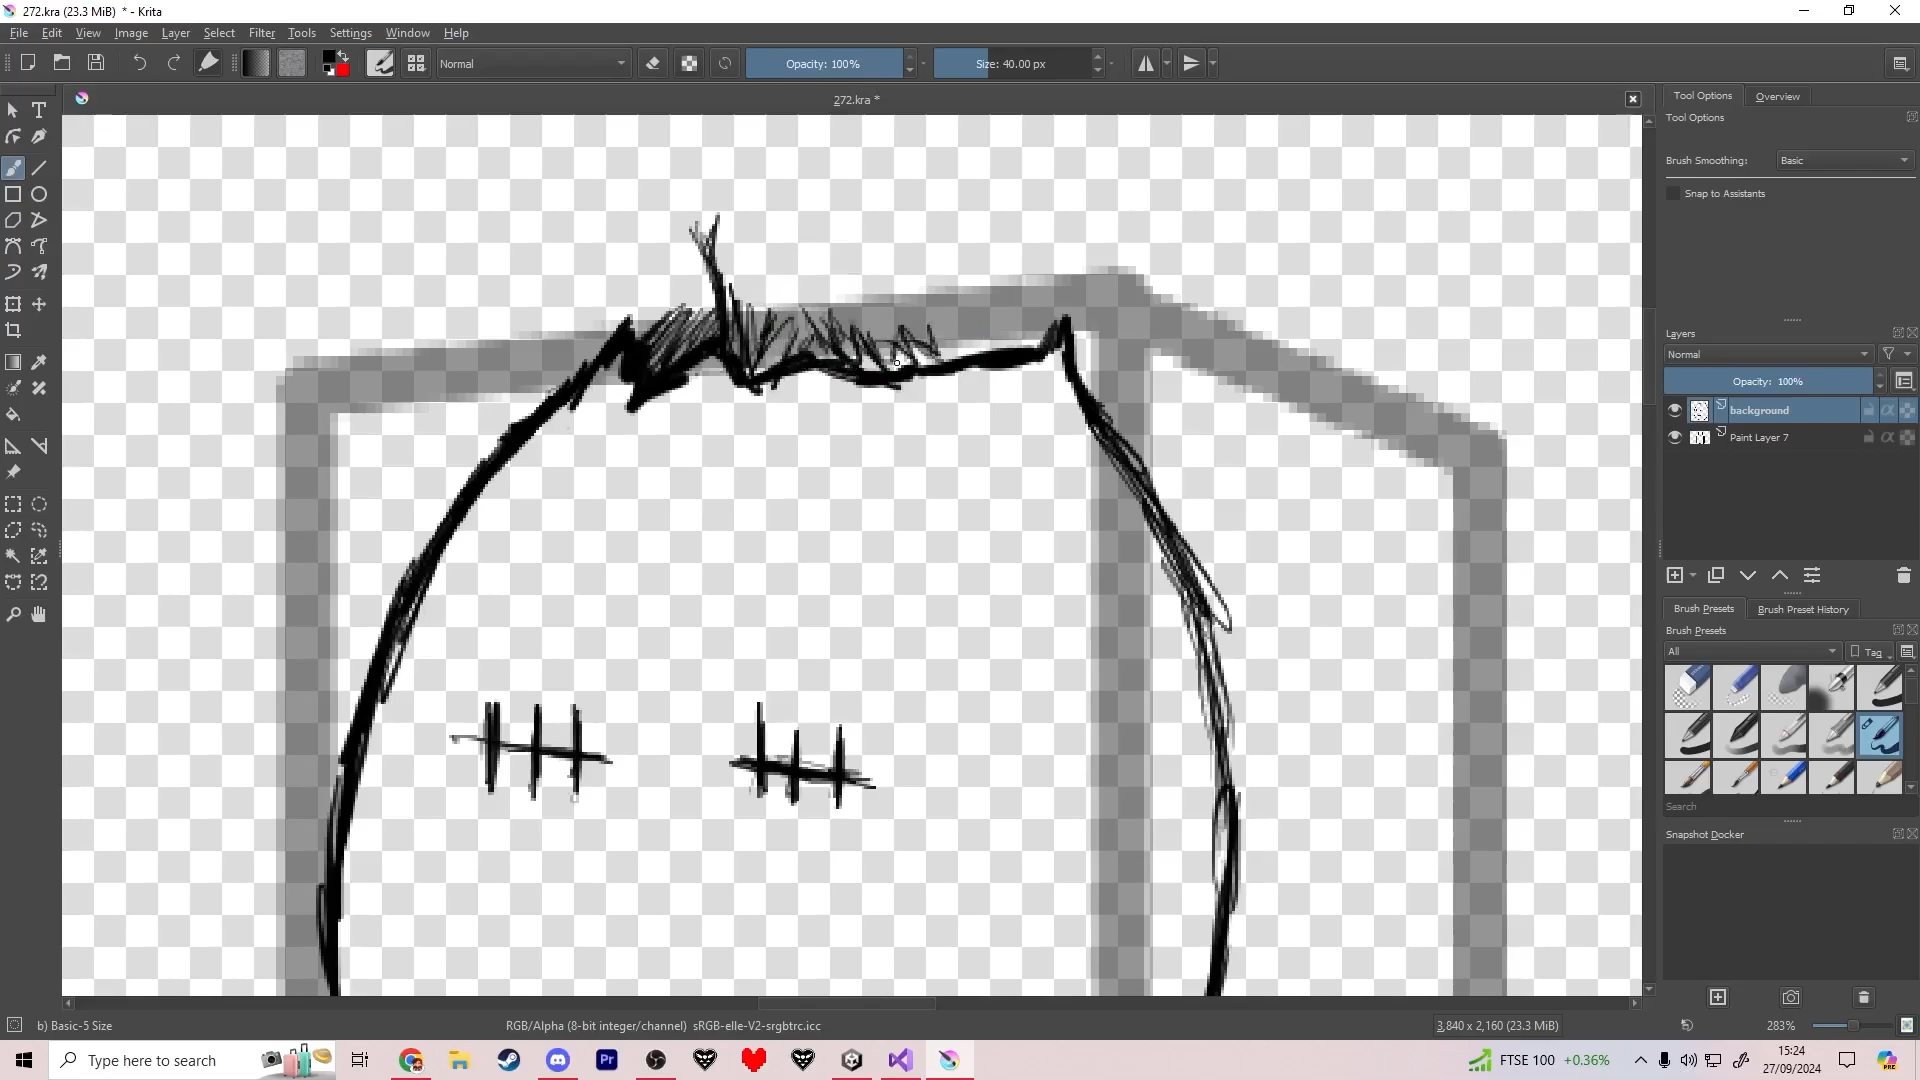 272.kra (23.3 MiB)  * - Krita
File Edit View Image Layer Select Filter Tools Settings Window Help
Normal Opacity: 100% Size: 40.00 px
272.kra *
Tool Options Overview
Tool Options
Brush Smoothing: Basic
Snap to Assistants
Layers
Normal
Opacity: 100%
background
Paint Layer 7
Brush Presets Brush Preset History
Brush Presets
All Tag
Search
Snapshot Docker
b) Basic-5 Size RGB/Alpha (8-bit integer/channel) sRGB-elle-V2-srgbtrc.icc 3,840 x 2,160 (23.3 MiB) 283%
Type here to search Pr FTSE 100 +0.36% 15:24
27/09/2024
PRE